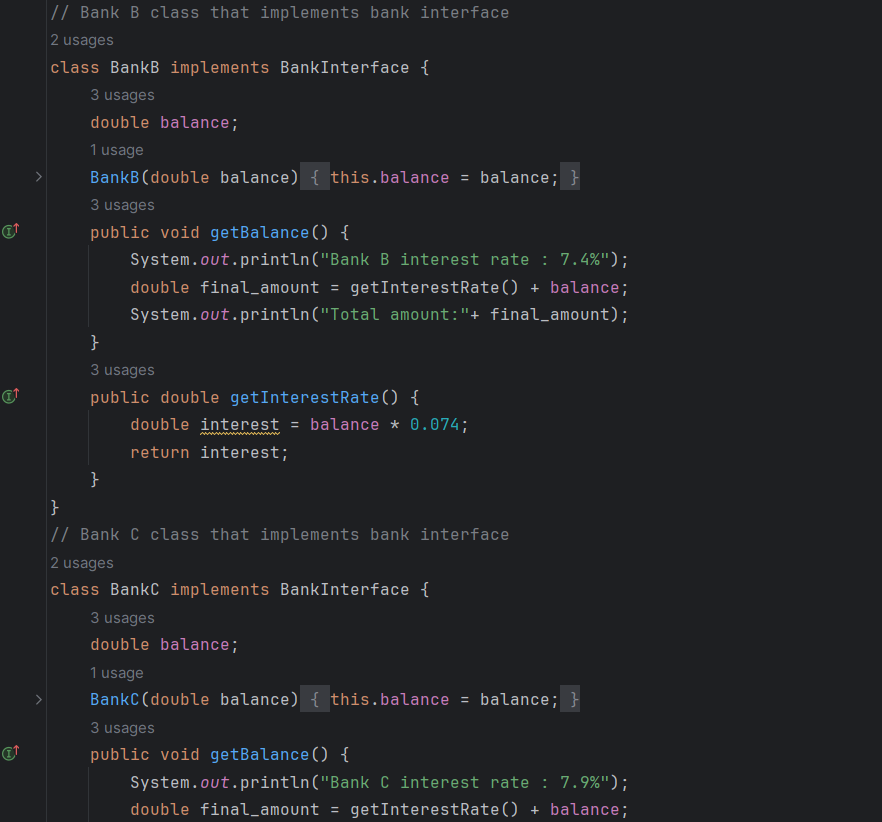 // Bank B class that implements bank interface
2 usages
class BankB implements BankInterface {
3 usages
double balance;
1 usage
BankB(double balance) { this.balance = balance; }
3 usages
public void getBalance() {
System.out.println("Bank B interest rate : 7.4%");
double final_amount = getInterestRate() + balance;
System.out.println("Total amount:"+ final_amount);
}
3 usages
public double getInterestRate() {
double interest = balance * 0.074;
return interest;
}
}
// Bank C class that implements bank interface
2 usages
class BankC implements BankInterface {
3 usages
double balance;
1 usage
BankC(double balance) { this.balance = balance; }
3 usages
public void getBalance() {
System.out.println("Bank C interest rate : 7.9%");
double final_amount = getInterestRate() + balance;